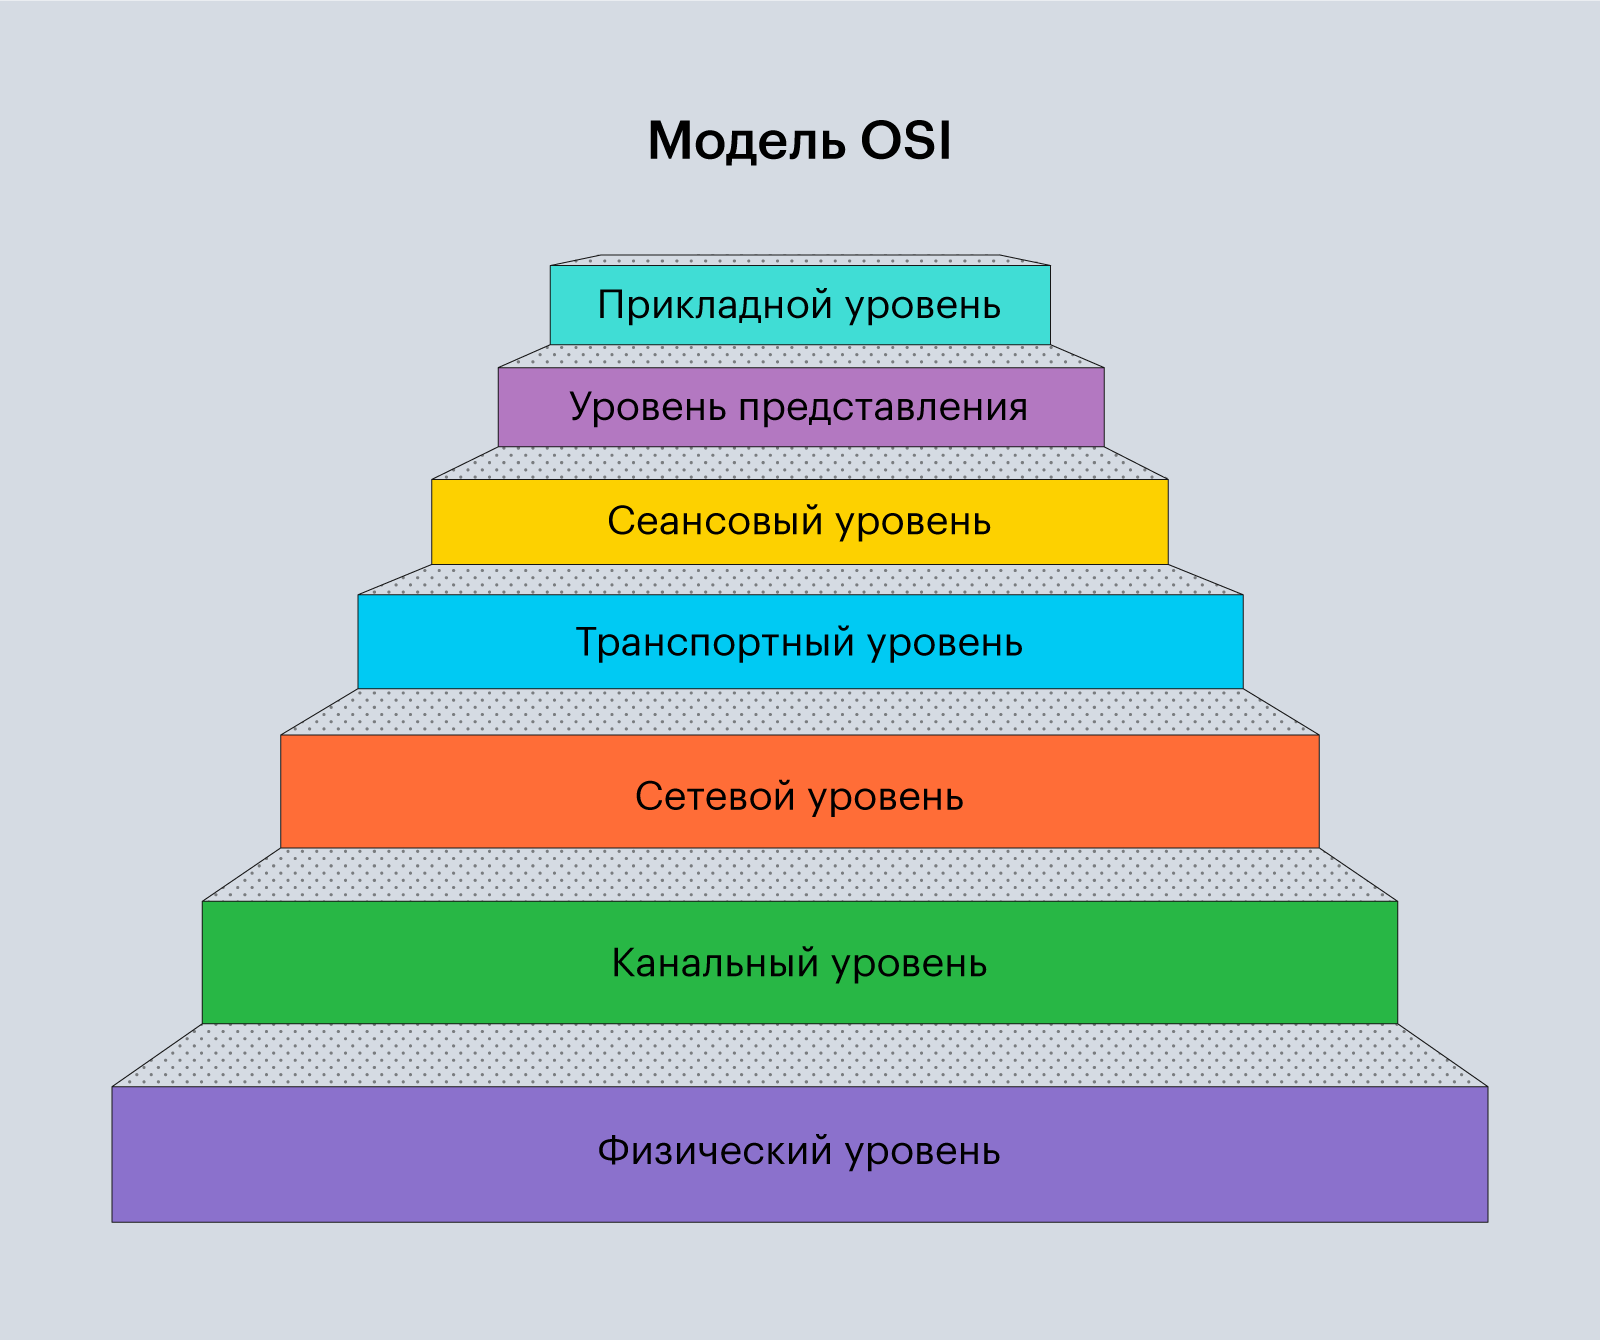 Модель OSI
Прикладной уровень
Уровень представления
Сеансовый уровень
Транспортный уровень
Сетевой уровень
Канальный уровень
Физический уровень